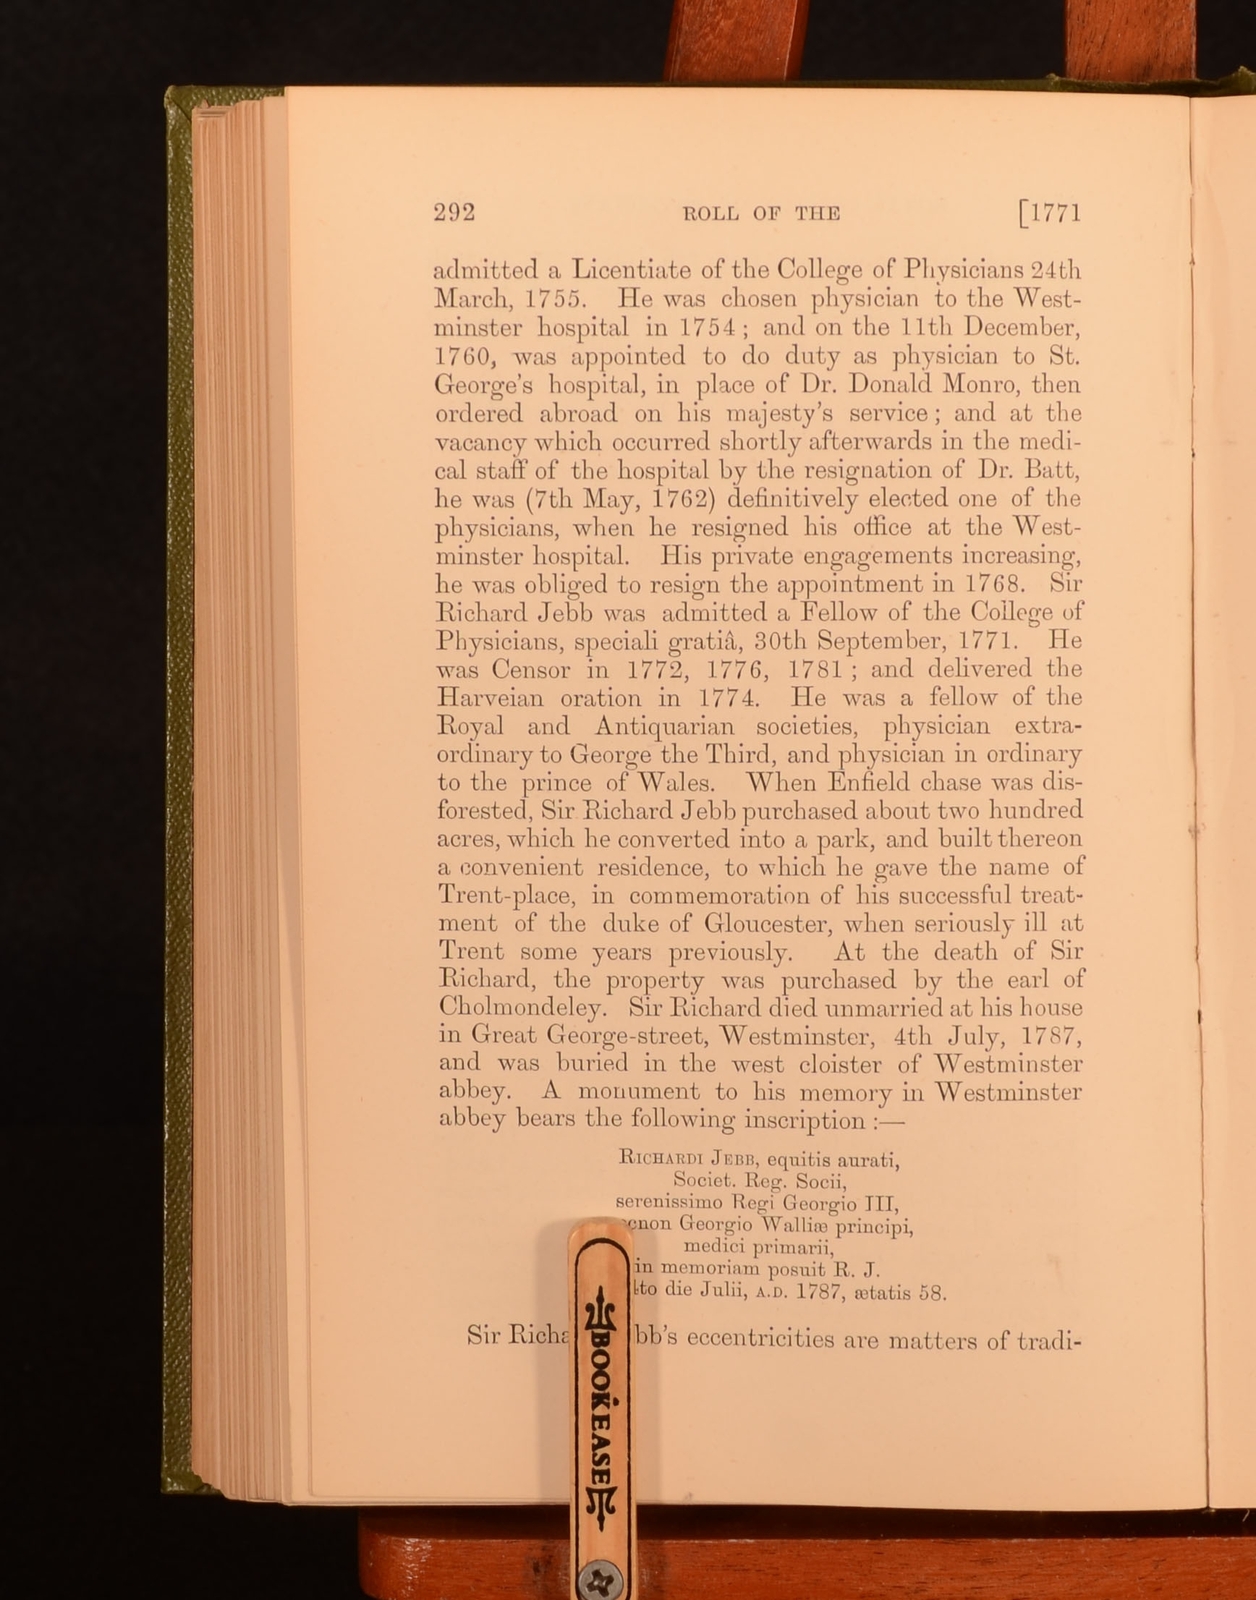 292 ROLL OF THE [1771
admitted a Licentiate of the College of Physicians 24th
March, 1755. He was chosen physician to the West-
minster hospital in 1754; and on the 11th December,
1760, was appointed to do duty as physician to St.
George's hospital, in place of Dr. Donald Monro, then
ordered abroad on his majesty's service; and at the
vacancy which occurred shortly afterwards in the medi-
cal staff of the hospital by the resignation of Dr. Batt,
he was (7th May, 1762) definitively elected one of the
physicians, when he resigned his office at the West-
minster hospital. His private engagements increasing,
he was obliged to resign the appointment in 1768. Sir
Richard Jebb was admitted a Fellow of the College of
Physicians, speciali gratiâ, 30th September, 1771. He
was Censor in 1772, 1776, 1781; and delivered the
Harveian oration in 1774. He was a fellow of the
Royal and Antiquarian societies, physician extra-
ordinary to George the Third, and physician in ordinary
to the prince of Wales. When Enfield chase was dis-
forested, Sir Richard Jebb purchased about two hundred
acres, which he converted into a park, and built thereon
a convenient residence, to which he gave the name of
Trent-place, in commemoration of his successful treat-
ment of the duke of Gloucester, when seriously ill at
Trent some years previously. At the death of Sir
Richard, the property was purchased by the earl of
Cholmondeley. Sir Richard died unmarried at his house
in Great George-street, Westminster, 4th July, 1787,
and was buried in the west cloister of Westminster
abbey. A monument to his memory in Westminster
abbey bears the following inscription :—
RICHARDI JEBB, equitis aurati,
Societ. Reg. Socii,
serenissimo Regi Georgio III,
Georgio Walliæ principi,
medici primarii,
in memoriam posuit R. J.
die Julii, A.D. 1787, ætatis 58.
Sir eccentricities are matters of tradi-
BOOKEASE